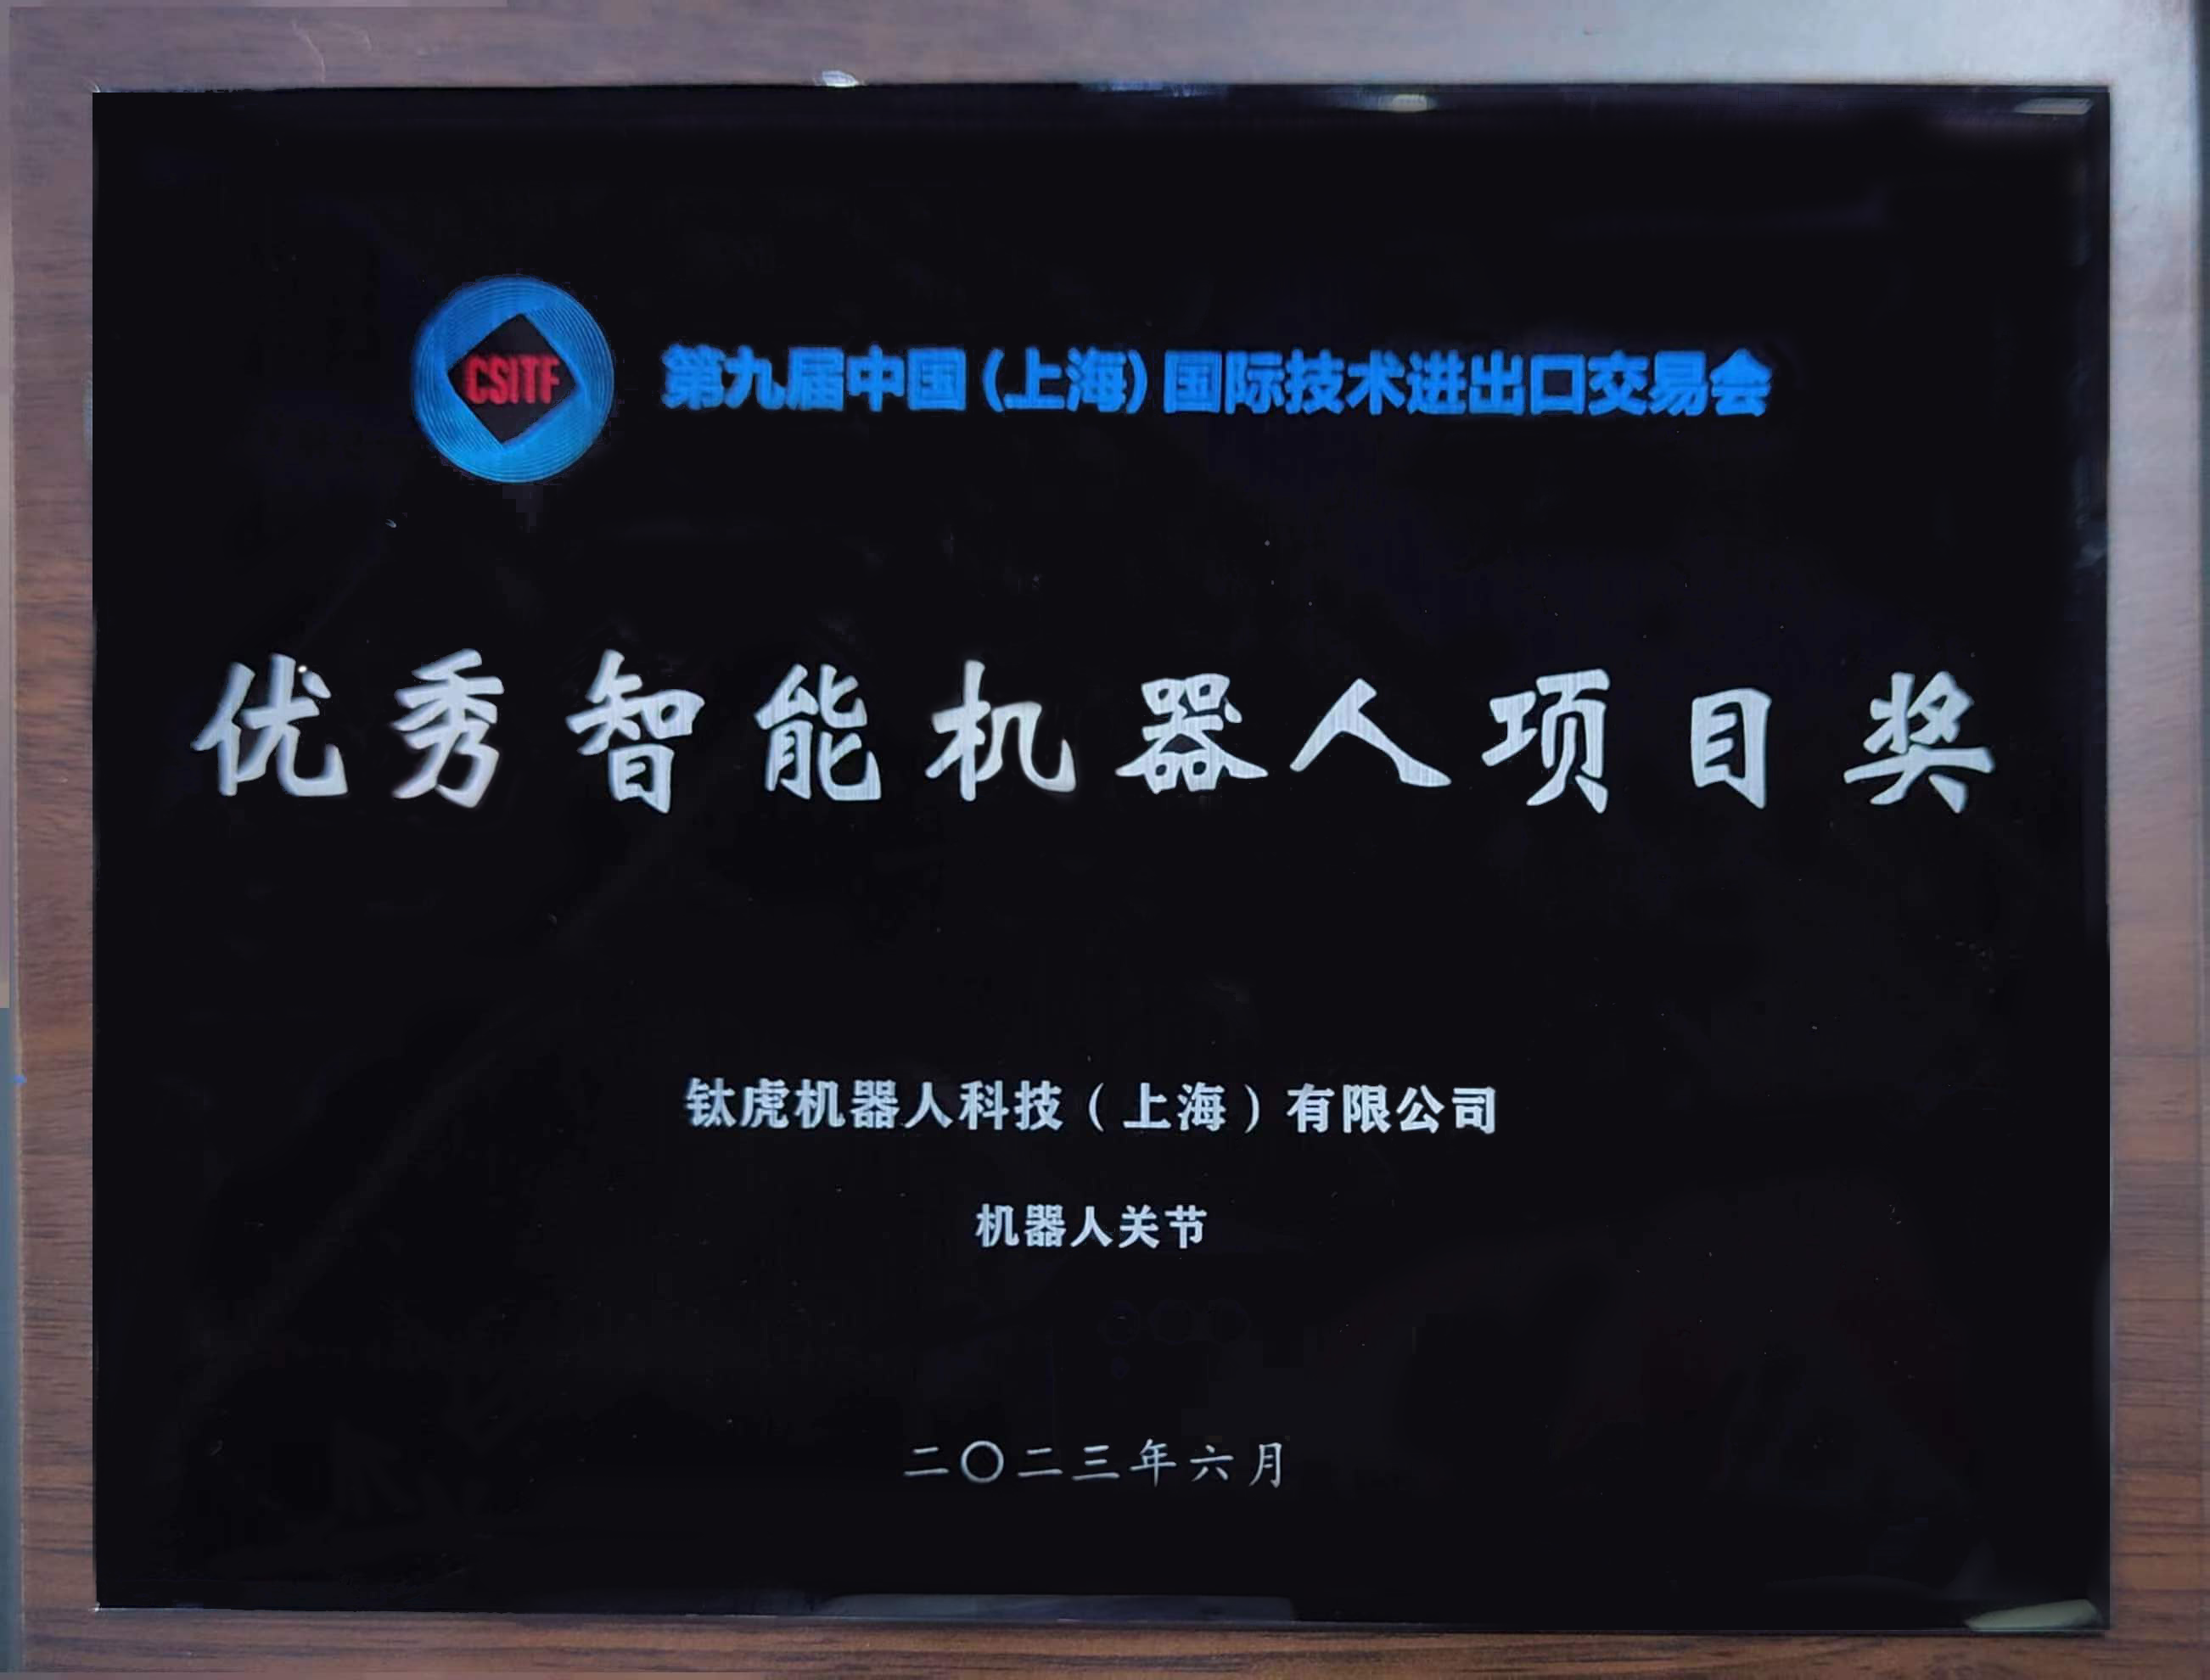 CSITF
第九届中国(上海)国际技术进出口交易会
优秀智能机器人项目奖
钛虎机器人科技（上海）有限公司
机器人关节
二〇二三年六月